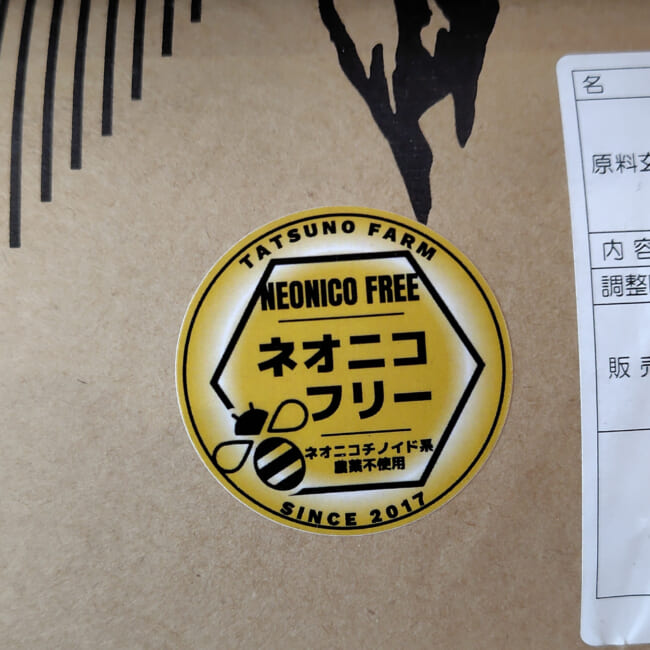 TATSUNO FARM
NEONICO FREE
ネオニコ
フリー
ネオニコチノイド系
農薬不使用
SINCE 2017
名
原料玄
内容
調整
販売